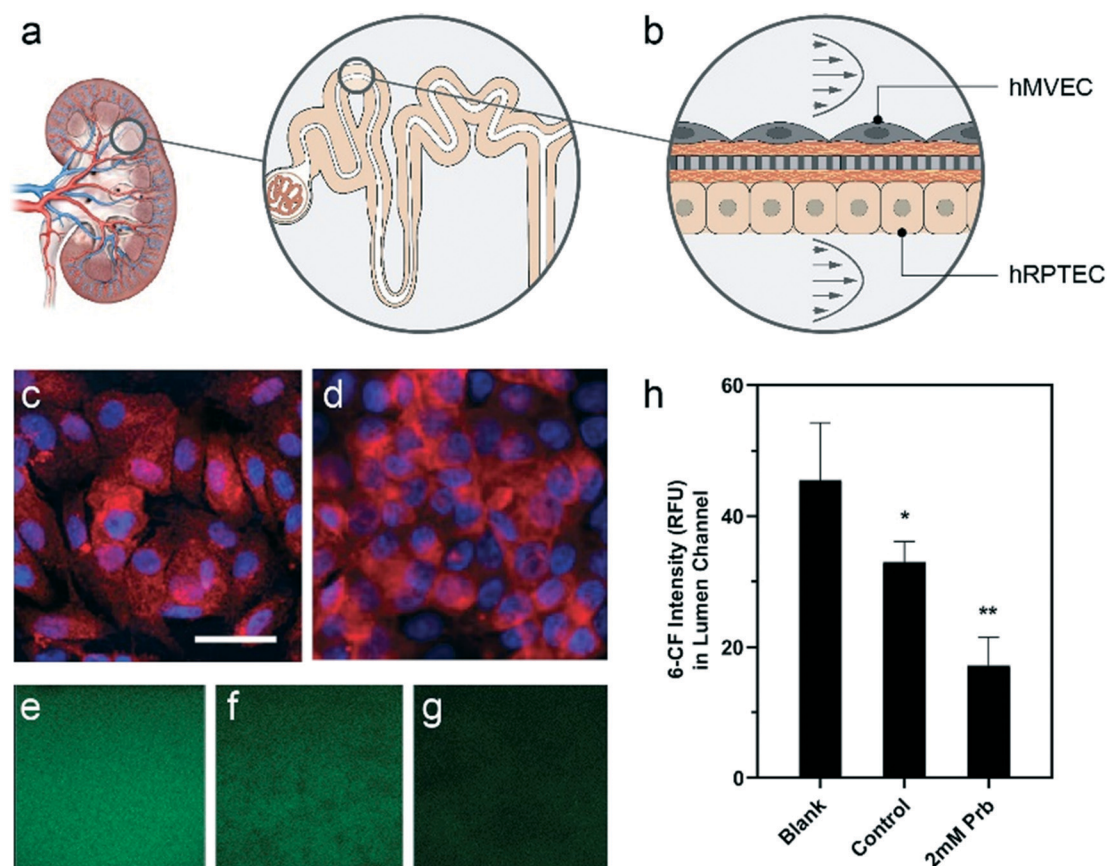 a
b
hMVEC
hRPTEC
c
d
e
f
g
h
6-CF Intensity (RFU)
in Lumen Channel
60
40
20
0
*
**
Blank
Control
2mM Prb